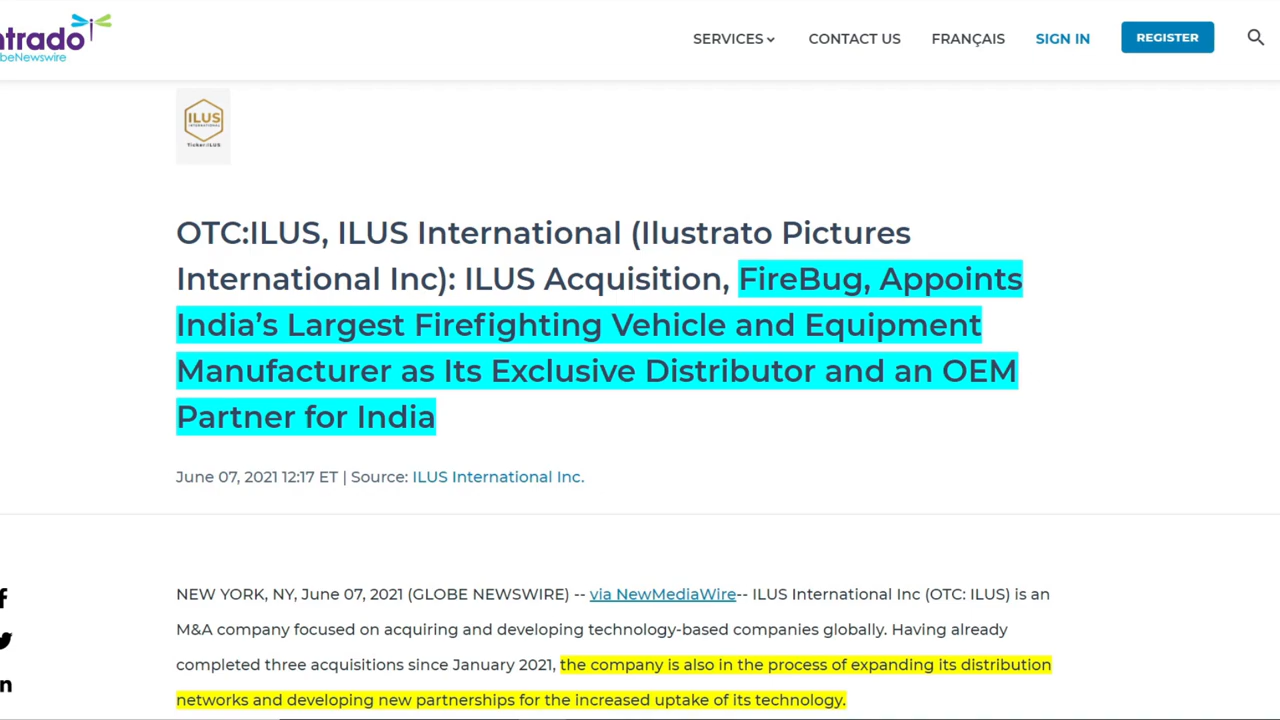 ntrado
beNewswire
SERVICES
CONTACT US
FRANÇAIS
SIGN IN
REGISTER
ILUS
INTERNATIONAL
Ticker:ILUS
OTC:ILUS, ILUS International (Ilustrato Pictures
International Inc): ILUS Acquisition, FireBug, Appoints
India’s Largest Firefighting Vehicle and Equipment
Manufacturer as Its Exclusive Distributor and an OEM
Partner for India
June 07, 2021 12:17 ET | Source: ILUS International Inc.
NEW YORK, NY, June 07, 2021 (GLOBE NEWSWIRE) -- via NewMediaWire-- ILUS International Inc (OTC: ILUS) is an
M&A company focused on acquiring and developing technology-based companies globally. Having already
completed three acquisitions since January 2021, the company is also in the process of expanding its distribution
networks and developing new partnerships for the increased uptake of its technology.